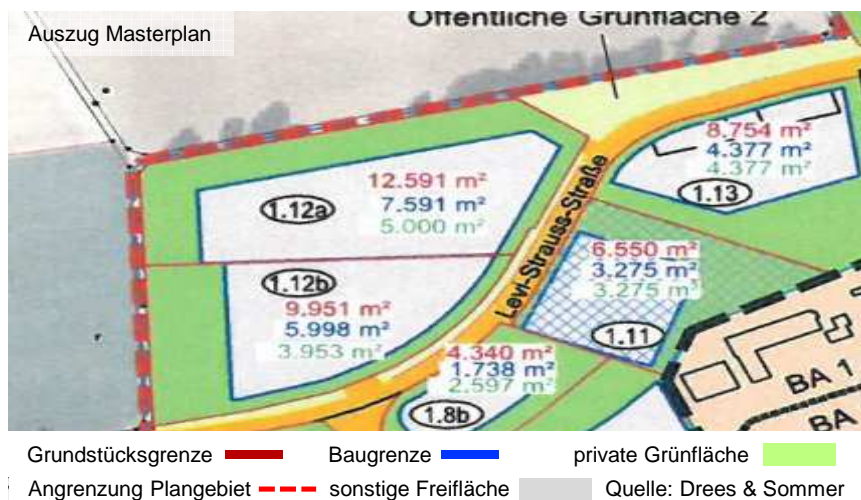 Auszug Masterplan
Öffentliche Grünfläche 2
8.754 m²
4.377 m²
4.377 m²
1.13
12.591 m²
1.12a
7.591 m²
5.000 m²
Levi-Strauss-Straße
6.550 m²
3.275 m²
3.275 m²
1.11
1.12b
9.951 m²
5.998 m²
3.953 m²
4.340 m²
1.738 m²
2.597 m²
1.8b
BA 1
BA
Grundstücksgrenze
Baugrenze
private Grünfläche
Angrenzung Plangebiet
sonstige Freifläche
Quelle: Drees & Sommer